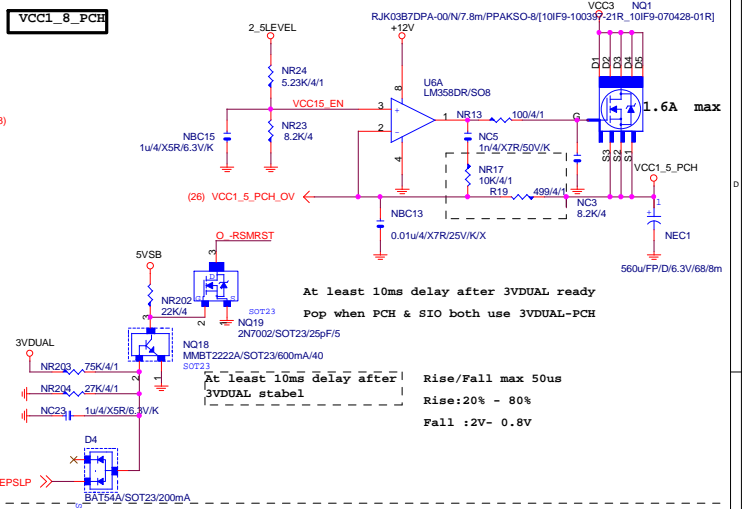 VCC1_8_PCH
2_5LEVEL
+12V
VCC3
NQ1
RJK03B7DPA-00/N/7.8m/PPAKSO-8/[10IF9-100397-21R_10IF9-070428-01R]
NR24
5.23K/4/1
U6A
LM358DR/SO8
D1
D2
D3
D4
D5
8
VCC15_EN
3
+
1
NR13
100/4/1
G
1.6A max
NBC15
1u/4/X5R/6.3V/K
NR23
8.2K/4
2
-
4
NC5
1n/4/X7R/50V/K
S3
S2
S1
NR17
10K/4/1
VCC1_5_PCH
D
(26) VCC1_5_PCH_OV
R19
499/4/1
NC3
8.2K/4
NBC13
0.01u/4/X7R/25V/K/X
1
+
NEC1
560u/FP/D/6.3V/68/8m
O_-RSMRST
5VSB
3
D
G
S
NR202
22K/4
2
1
SOT23
NQ19
2N7002/SOT23/25pF/5
At least 10ms delay after 3VDUAL ready
Pop when PCH & SIO both use 3VDUAL-PCH
3VDUAL
3
NQ18
MMBT2222A/SOT23/600mA/40
SOT23
NR203
75K/4/1
2
1
At least 10ms delay after
3VDUAL stabel
Rise/Fall max 50us
Rise:20% - 80%
Fall :2V- 0.8V
NR204
27K/4/1
NC23
1u/4/X5R/6.3V/K
D4
EPSLP
BAT54A/SOT23/200mA